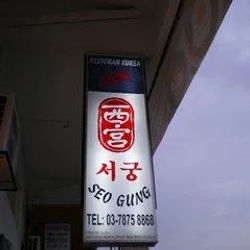 RESTORAN KOREA
西宮
서궁
SEO GUNG
TEL: 03-7875 8868